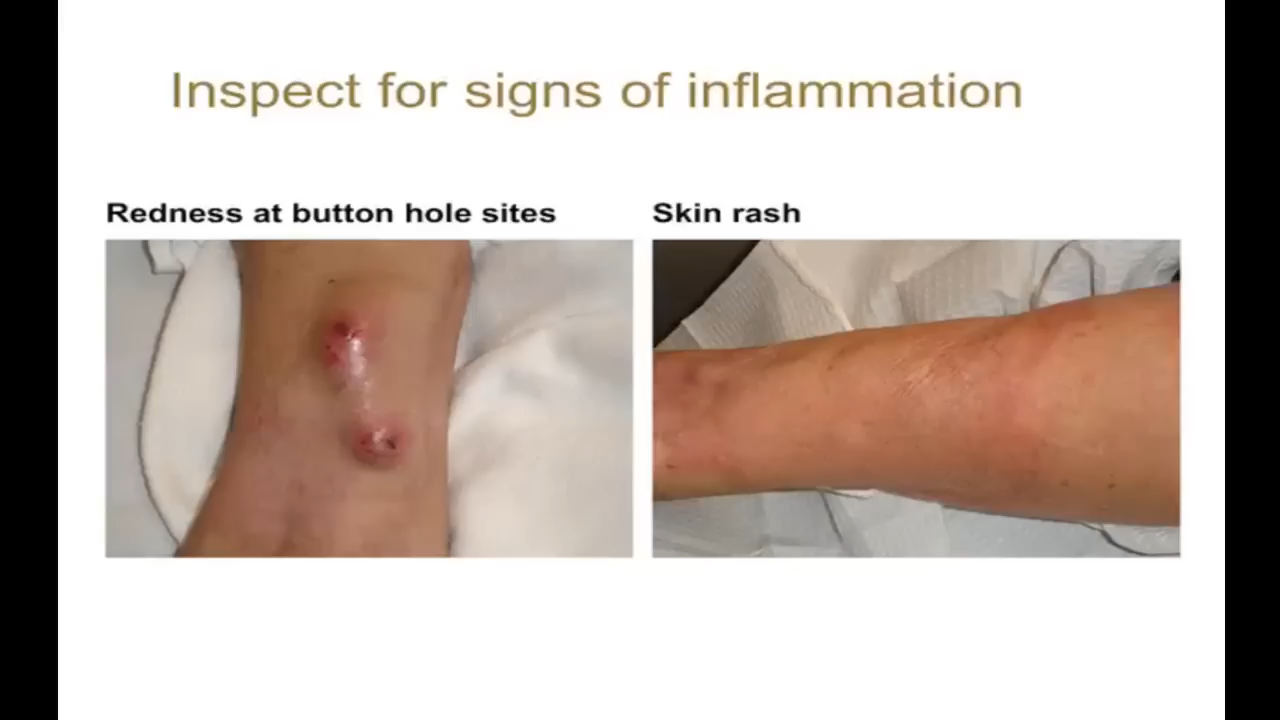 Inspect for signs of inflammation
Redness at button hole sites
Skin rash